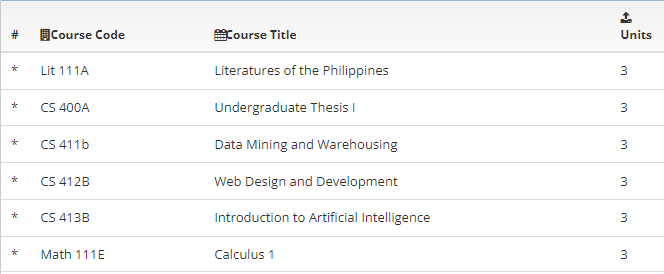 # Course Code Course Title Units
* Lit 111A Literatures of the Philippines 3
* CS 400A Undergraduate Thesis I 3
* CS 411b Data Mining and Warehousing 3
* CS 412B Web Design and Development 3
* CS 413B Introduction to Artificial Intelligence 3
* Math 111E Calculus 1 3